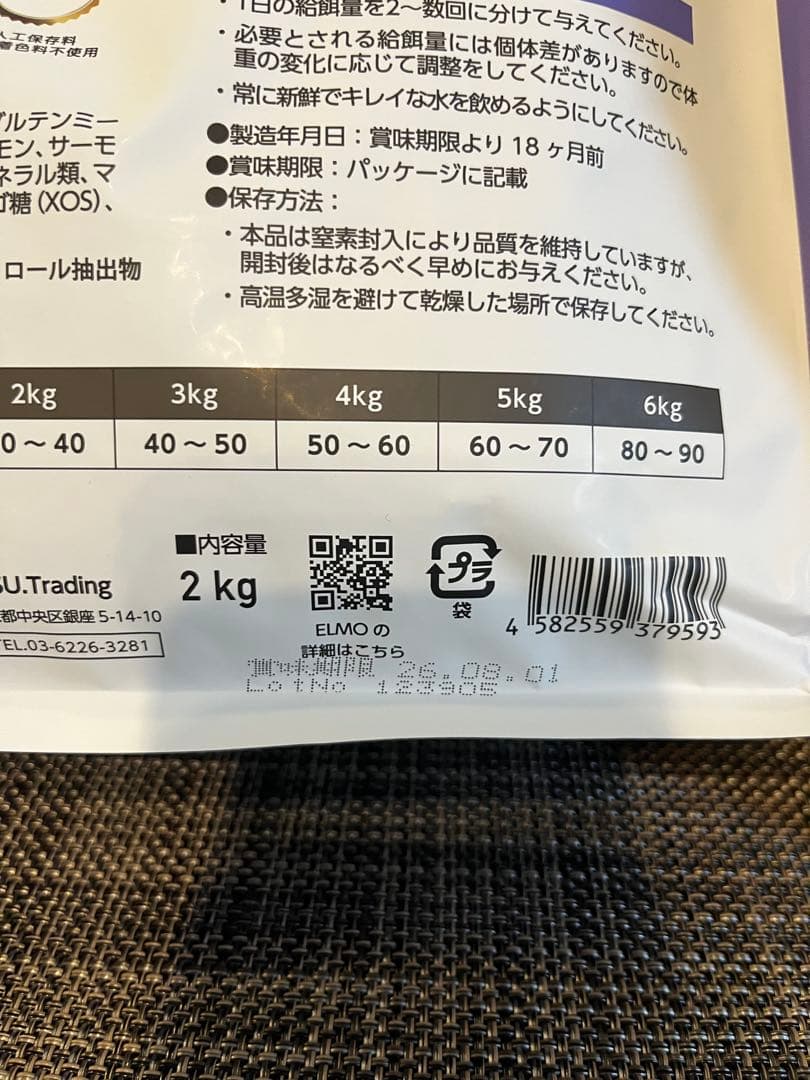 ・1日の給餌量を2～数回に分けて与えてください。
・必要とされる給餌量には個体差がありますので体
重の変化に応じて調整をしてください。
・常に新鮮でキレイな水を飲めるようにしてください。
●製造年月日：賞味期限より 18 ヶ月前
●賞味期限：パッケージに記載
●保存方法：
・本品は窒素封入により品質を維持していますが、
開封後はなるべく早めにお与えください。
・高温多湿を避けて乾燥した場所で保存してください。
人工保存料
着色料不使用
グルテンミー
モン、サーモ
ネラル類、マ
ゴ糖（XOS）、
ロール抽出物
2kg 3kg 4kg 5kg 6kg
0～40 40～50 50～60 60～70 80～90
■内容量
2 kg
ELMO の
詳細はこちら
プラ
袋
4 582559 379593
SU.Trading
都中央区銀座 5-14-10
TEL.03-6226-3281
賞味期限 26.08.01
LotNo 123905